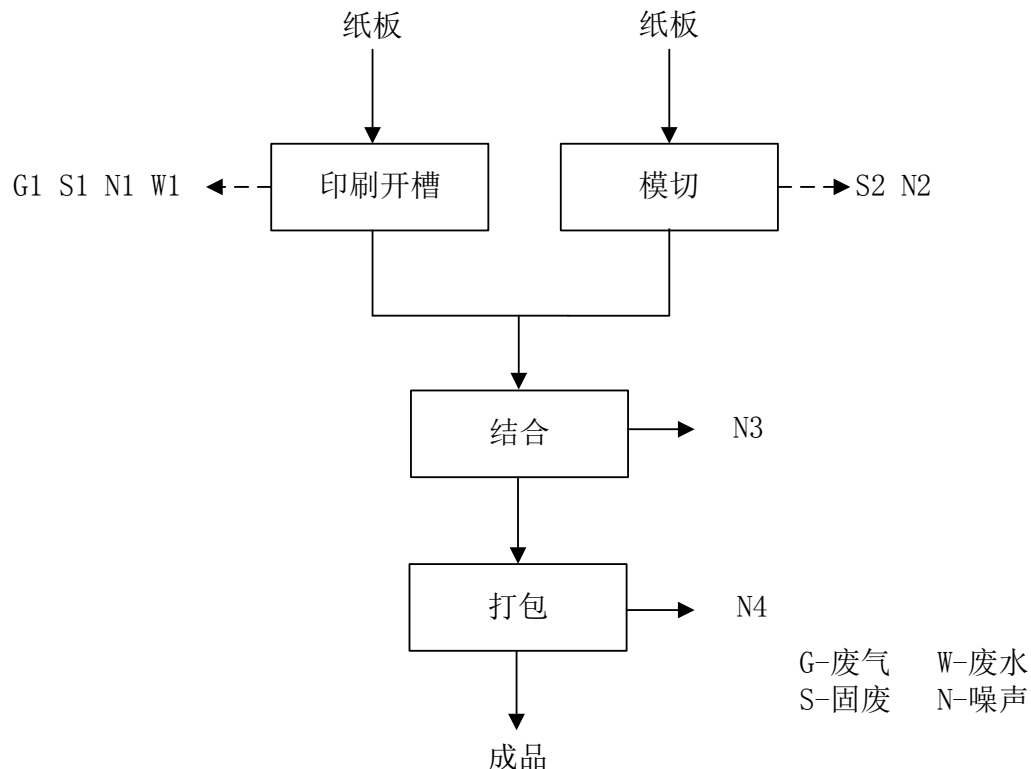 纸板 纸板
G1 S1 N1 W1 印刷开槽 模切 S2 N2
结合 N3
打包 N4
G-废气 W-废水
S-固废 N-噪声
成品